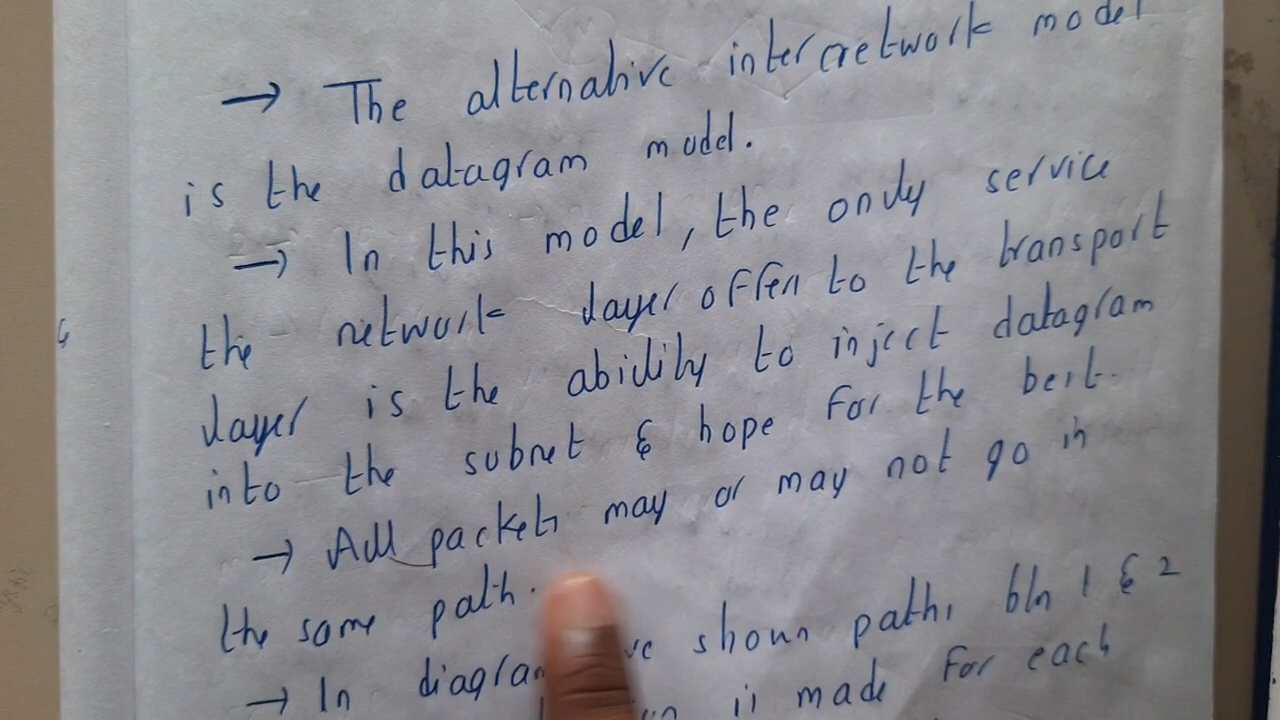 → The alternative internetwork model
is the datagram model.
→ In this model, the only service
the network layer offers to the transport
layer is the ability to inject datagram
into the subnet & hope for the best.
→ All packets may or may not go in
the same path.
→ In diagram shown paths b/n 1 & 2
is made for each